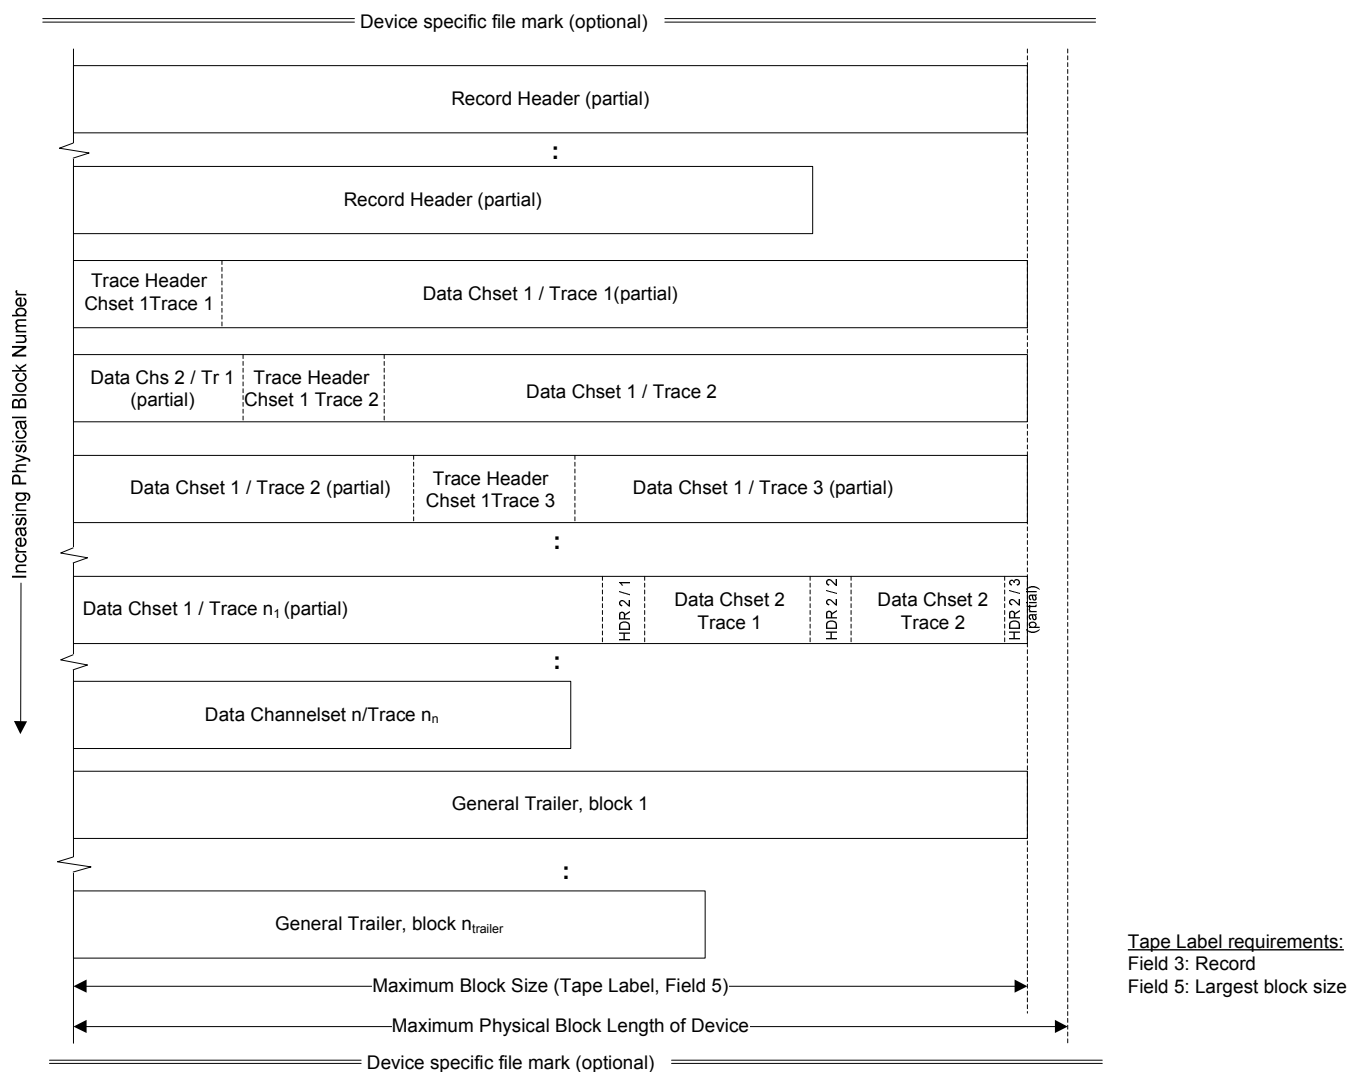 Device specific file mark (optional)
Record Header (partial)
:
Record Header (partial)
Trace Header
Chset 1Trace 1
Data Chset 1 / Trace 1(partial)
Data Chs 2 / Tr 1
(partial)
Trace Header
Chset 1 Trace 2
Data Chset 1 / Trace 2
Data Chset 1 / Trace 2 (partial)
Trace Header
Chset 1Trace 3
Data Chset 1 / Trace 3 (partial)
:
Increasing Physical Block Number
Data Chset 1 / Trace n1 (partial)
HDR 2 / 1
Data Chset 2
Trace 1
HDR 2 / 2
Data Chset 2
Trace 2
HDR 2 / 3
(partial)
:
Data Channelset n/Trace nn
General Trailer, block 1
:
General Trailer, block ntrailer
Tape Label requirements:
Field 3: Record
Field 5: Largest block size
Maximum Block Size (Tape Label, Field 5)
Maximum Physical Block Length of Device
Device specific file mark (optional)